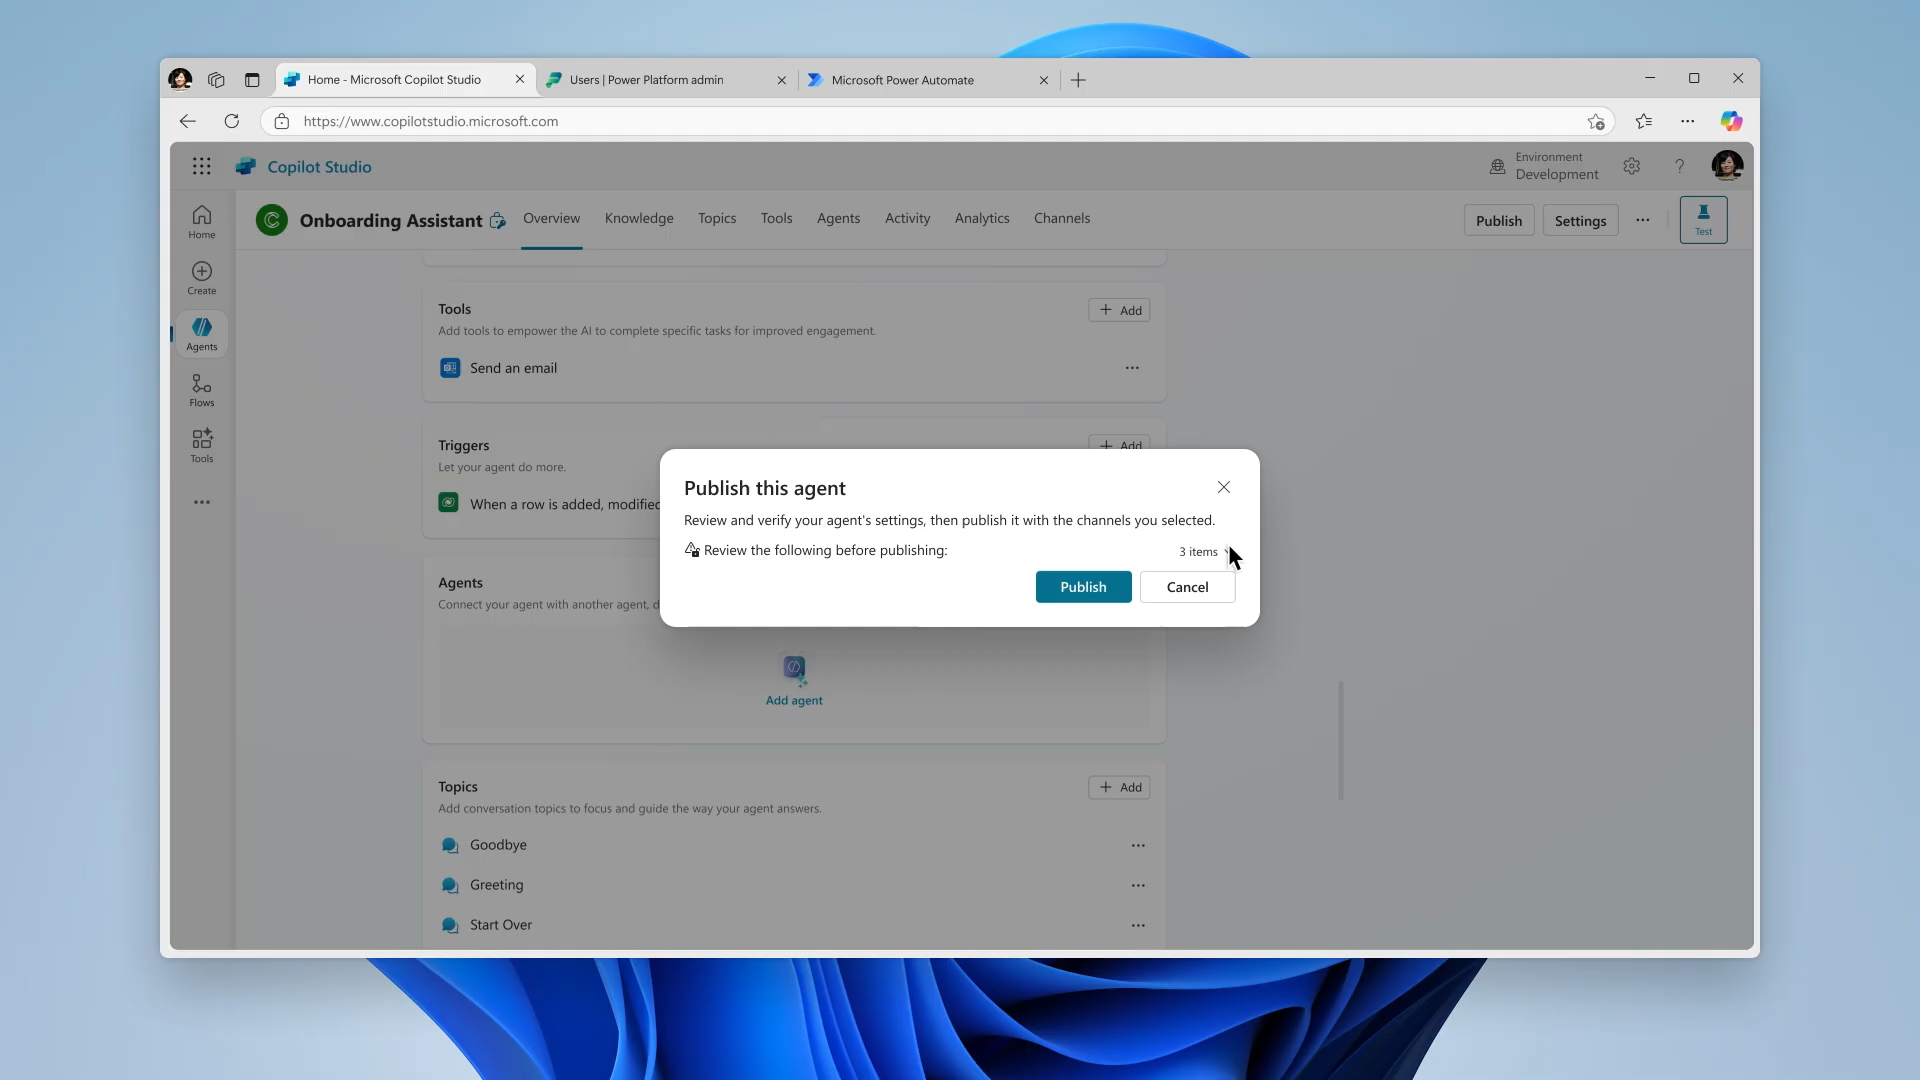 Home - Microsoft Copilot Studio
Users | Power Platform admin
Microsoft Power Automate
https://www.copilotstudio.microsoft.com
Copilot Studio
Environment
Development
Home
Create
Agents
Flows
Tools
C
Onboarding Assistant
Overview
Knowledge
Topics
Tools
Agents
Activity
Analytics
Channels
Publish
Settings
Test
Tools
Add
Add tools to empower the AI to complete specific tasks for improved engagement.
Send an email
Triggers
Add
Let your agent do more.
When a row is added, modified
Agents
Connect your agent with another agent, d
Add agent
Topics
Add
Add conversation topics to focus and guide the way your agent answers.
Goodbye
Greeting
Start Over
Publish this agent
Review and verify your agent's settings, then publish it with the channels you selected.
Review the following before publishing:
3 items
Publish
Cancel